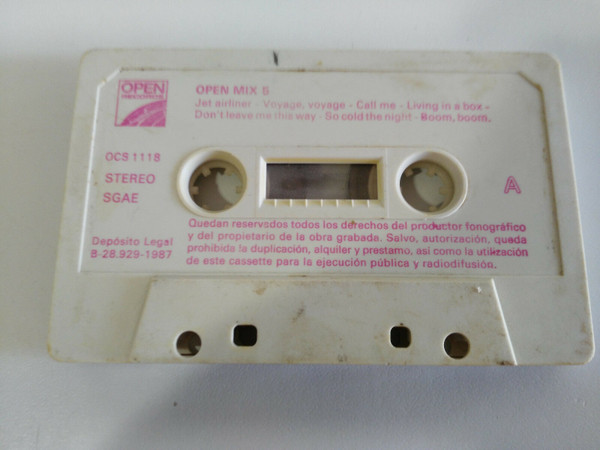 OPEN
RECORDS
OPEN MIX 5
Jet airliner - Voyage, voyage - Call me - Living in a box -
Don't leave me this way - So cold the night - Boom, boom.
OCS 1118
STEREO
SGAE
A
Depósito Legal
B-28.929-1987
Quedan reservsdos todos los derechos del productor fonográfico
y del propietario de la obra grabada. Salvo, autorización, queda
prohibida la duplicación, alquiler y prestamo, así como la utilización
de este cassette para la ejecución pública y radiodifusión.